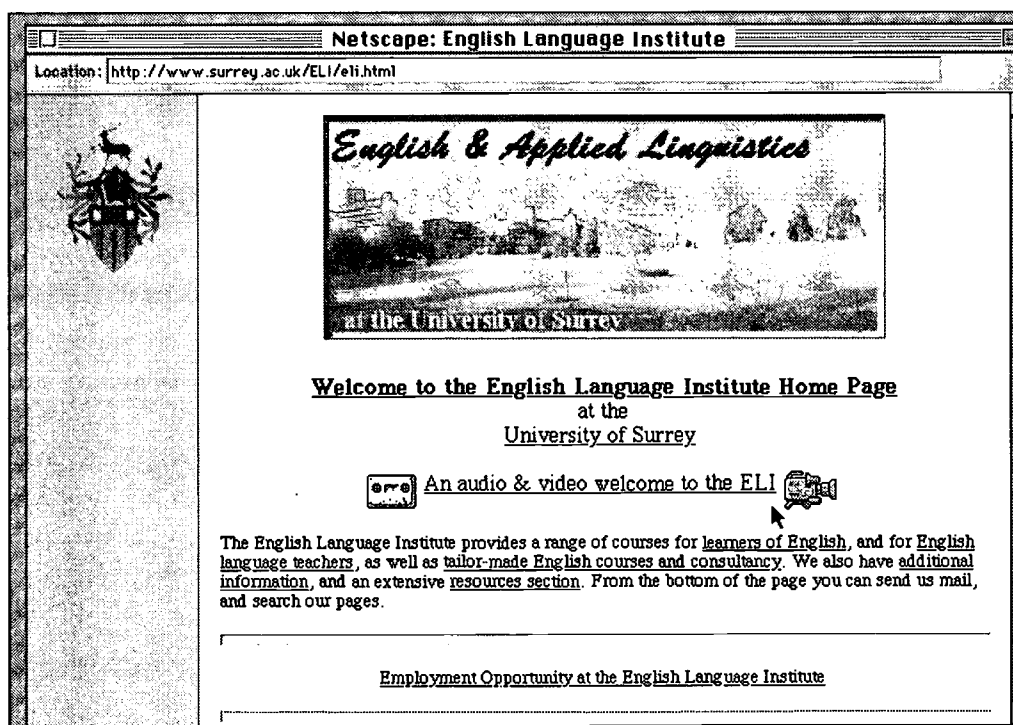 Netscape: English Language Institute
Location: http://www.surrey.ac.uk/ELI/eli.html
English & Applied Linguistics
at the University of Surrey
Welcome to the English Language Institute Home Page
at the
University of Surrey
An audio & video welcome to the ELI
The English Language Institute provides a range of courses for learners of English, and for English
language teachers, as well as tailor-made English courses and consultancy. We also have additional
information, and an extensive resources section. From the bottom of the page you can send us mail,
and search our pages.
Employment Opportunity at the English Language Institute